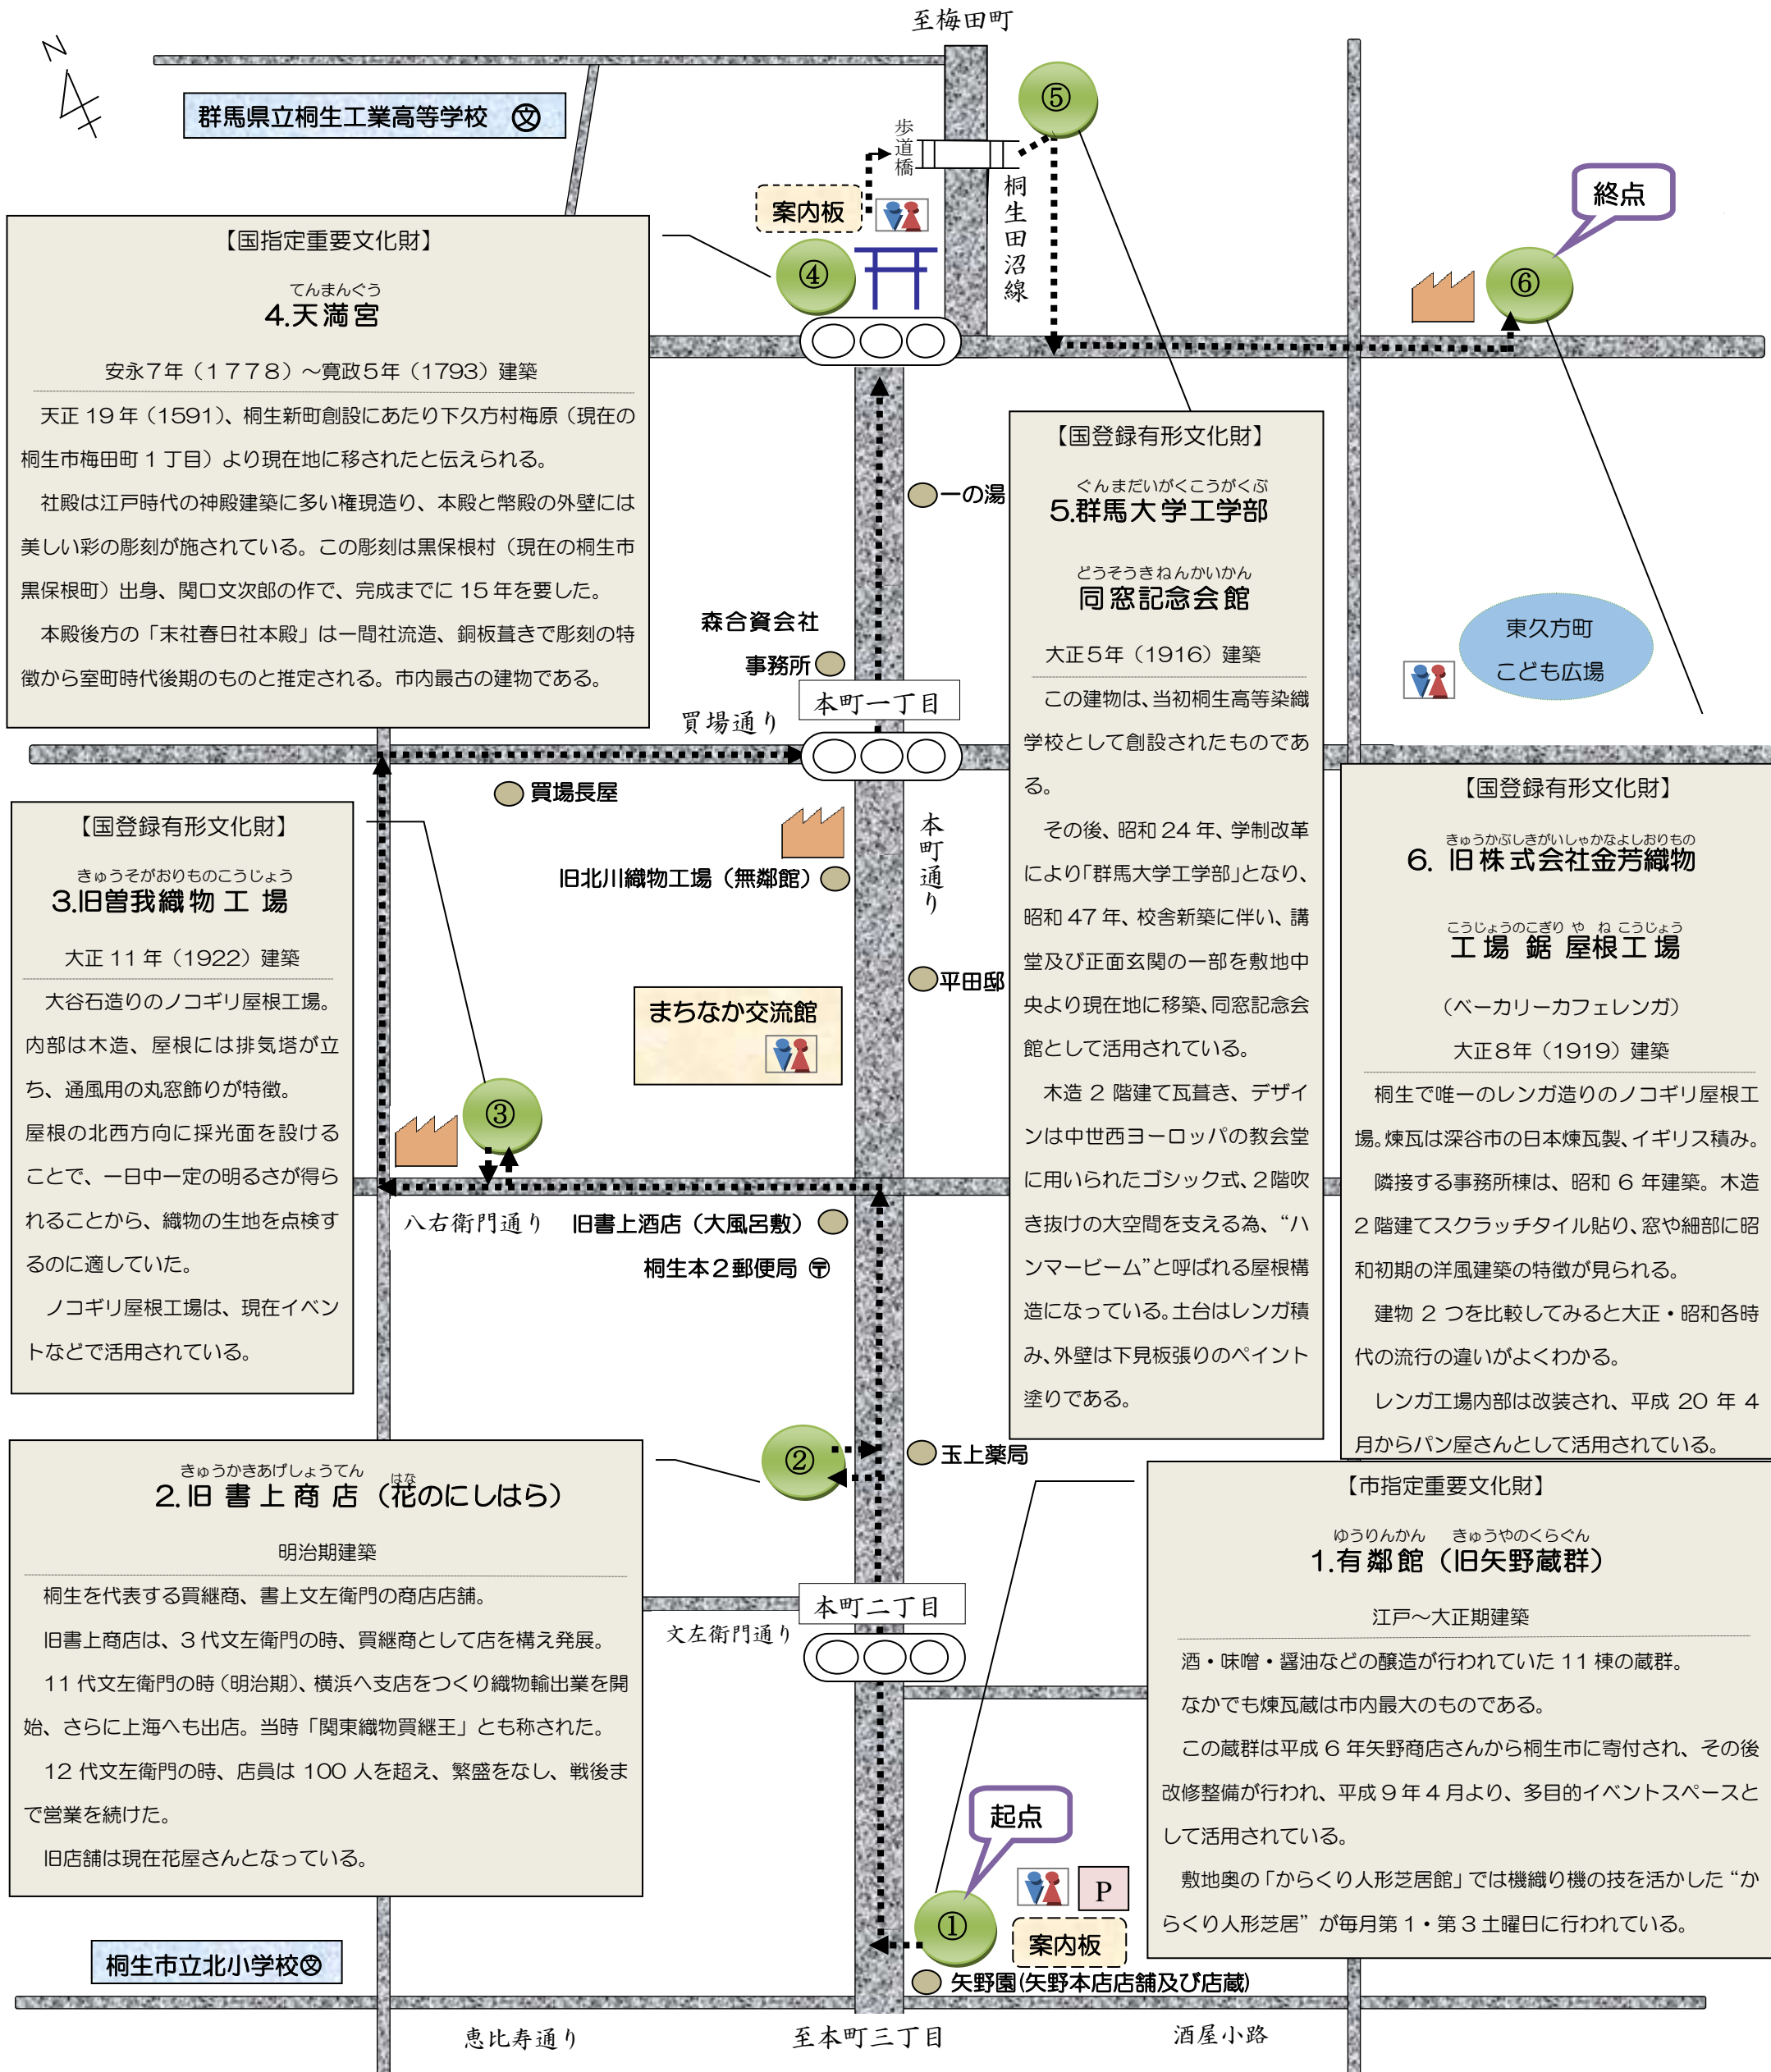 至梅田町
N
群馬県立桐生工業高等学校 文
⑤
歩道橋
桐生田沼線
案内板
④
終点
⑥
【国指定重要文化財】
てんまんぐう
4.天満宮
安永7年（1778）～寛政5年（1793）建築
天正19年（1591）、桐生新町創設にあたり下久方村梅原（現在の
桐生市梅田町1丁目）より現在地に移されたと伝えられる。
社殿は江戸時代の神殿建築に多い権現造り、本殿と幣殿の外壁には
美しい彩の彫刻が施されている。この彫刻は黒保根村（現在の桐生市
黒保根町）出身、関口文次郎の作で、完成までに15年を要した。
本殿後方の「末社春日社本殿」は一間社流造、銅板葺きで彫刻の特
徴から室町時代後期のものと推定される。市内最古の建物である。
一の湯
森合資会社
事務所
本町一丁目
買場通り
買場長屋
旧北川織物工場（無鄰館）
本町通り
平田邸
まちなか交流館
【国登録有形文化財】
ぐんまだいがくこうがくぶ
5.群馬大学工学部
どうそうきねんかいかん
同窓記念会館
大正5年（1916）建築
この建物は、当初桐生高等染織
学校として創設されたものであ
る。
その後、昭和24年、学制改革
により「群馬大学工学部」となり、
昭和47年、校舎新築に伴い、講
堂及び正面玄関の一部を敷地中
央より現在地に移築、同窓記念会
館として活用されている。
木造2階建て瓦葺き、デザイ
ンは中世西ヨーロッパの教会堂
に用いられたゴシック式、2階吹
き抜けの大空間を支える為、“ハ
ンマービーム”と呼ばれる屋根構
造になっている。土台はレンガ積
み、外壁は下見板張りのペイント
塗りである。
東久方町
こども広場
【国登録有形文化財】
きゅうかぶしきがいしゃかなよしおりもの
6.旧株式会社金芳織物
こうじょうのこぎりやねこうじょう
工場鋸屋根工場
（ベーカリーカフェレンガ）
大正8年（1919）建築
桐生で唯一のレンガ造りのノコギリ屋根工
場。煉瓦は深谷市の日本煉瓦製、イギリス積み。
隣接する事務所棟は、昭和6年建築。木造
2階建てスクラッチタイル貼り、窓や細部に昭
和初期の洋風建築の特徴が見られる。
建物2つを比較してみると大正・昭和各時
代の流行の違いがよくわかる。
レンガ工場内部は改装され、平成20年4
月からパン屋さんとして活用されている。
【国登録有形文化財】
きゅうそがおりものこうじょう
3.旧曽我織物工場
大正11年（1922）建築
大谷石造りのノコギリ屋根工場。
内部は木造、屋根には排気塔が立
ち、通風用の丸窓飾りが特徴。
屋根の北西方向に採光面を設ける
ことで、一日中一定の明るさが得ら
れることから、織物の生地を点検す
るのに適していた。
ノコギリ屋根工場は、現在イベン
トなどで活用されている。
③
八右衛門通り
旧書上酒店（大風呂敷）
桐生本2郵便局 〒
②
玉上薬局
きゅうかきあげしょうてん はな
2.旧書上商店（花のにしはら）
明治期建築
桐生を代表する買継商、書上文左衛門の商店店舗。
旧書上商店は、3代文左衛門の時、買継商として店を構え発展。
11代文左衛門の時（明治期）、横浜へ支店をつくり織物輸出業を開
始、さらに上海へも出店。当時「関東織物買継王」とも称された。
12代文左衛門の時、店員は100人を超え、繁盛をなし、戦後ま
で営業を続けた。
旧店舗は現在花屋さんとなっている。
本町二丁目
文左衛門通り
【市指定重要文化財】
ゆうりんかん きゅうやのくらぐん
1.有鄰館（旧矢野蔵群）
江戸～大正期建築
酒・味噌・醤油などの醸造が行われていた11棟の蔵群。
なかでも煉瓦蔵は市内最大のものである。
この蔵群は平成6年矢野商店さんから桐生市に寄付され、その後
改修整備が行われ、平成9年4月より、多目的イベントスペースと
して活用されている。
敷地奥の「からくり人形芝居館」では機織り機の技を活かした“か
らくり人形芝居”が毎月第1・第3土曜日に行われている。
起点
P
①
案内板
矢野園(矢野本店店舗及び店蔵)
桐生市立北小学校文
恵比寿通り
至本町三丁目
酒屋小路